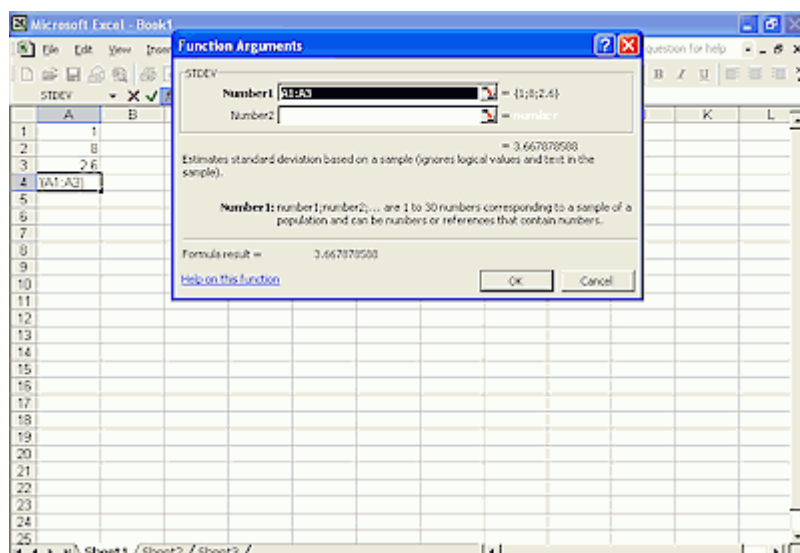 Microsoft Excel - Book1
File Edit View Inser
question for help
Function Arguments
STDEV
Number1 A1:A3 = {1;8;2.6}
Number2 = number
= 3.667878588
Estimates standard deviation based on a sample (ignores logical values and text in the
sample).
Number1: number1;number2;... are 1 to 30 numbers corresponding to a sample of a
population and can be numbers or references that contain numbers.
Formula result = 3.667878588
Help on this function
OK Cancel
STDEV
B I U
A B K L
1 1
2 8
3 2.6
4 (A1:A3)
5
6
7
8
9
10
11
12
13
14
15
16
17
18
19
20
21
22
23
24
25
Sheet1 / Sheet2 / Sheet3 /